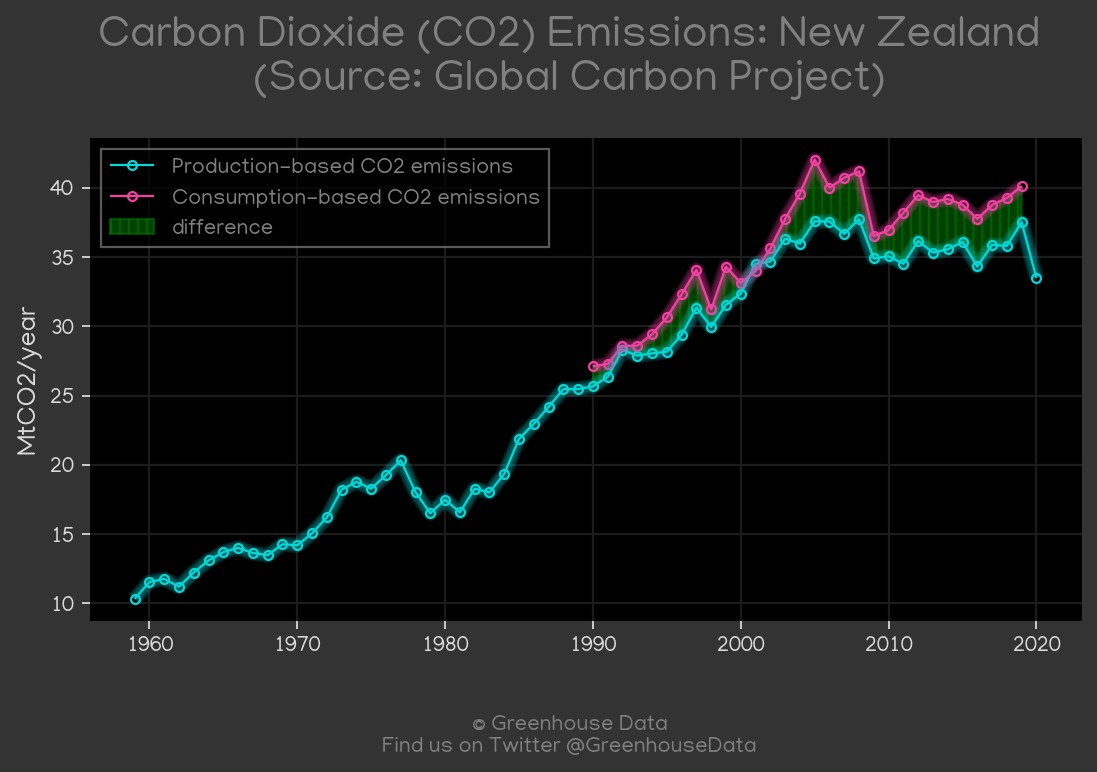 Carbon Dioxide (CO2) Emissions: New Zealand
(Source: Global Carbon Project)
Production-based CO2 emissions
Consumption-based CO2 emissions
difference
MtCO2/year
40
35
30
25
20
15
10
1960 1970 1980 1990 2000 2010 2020
© Greenhouse Data
Find us on Twitter @GreenhouseData